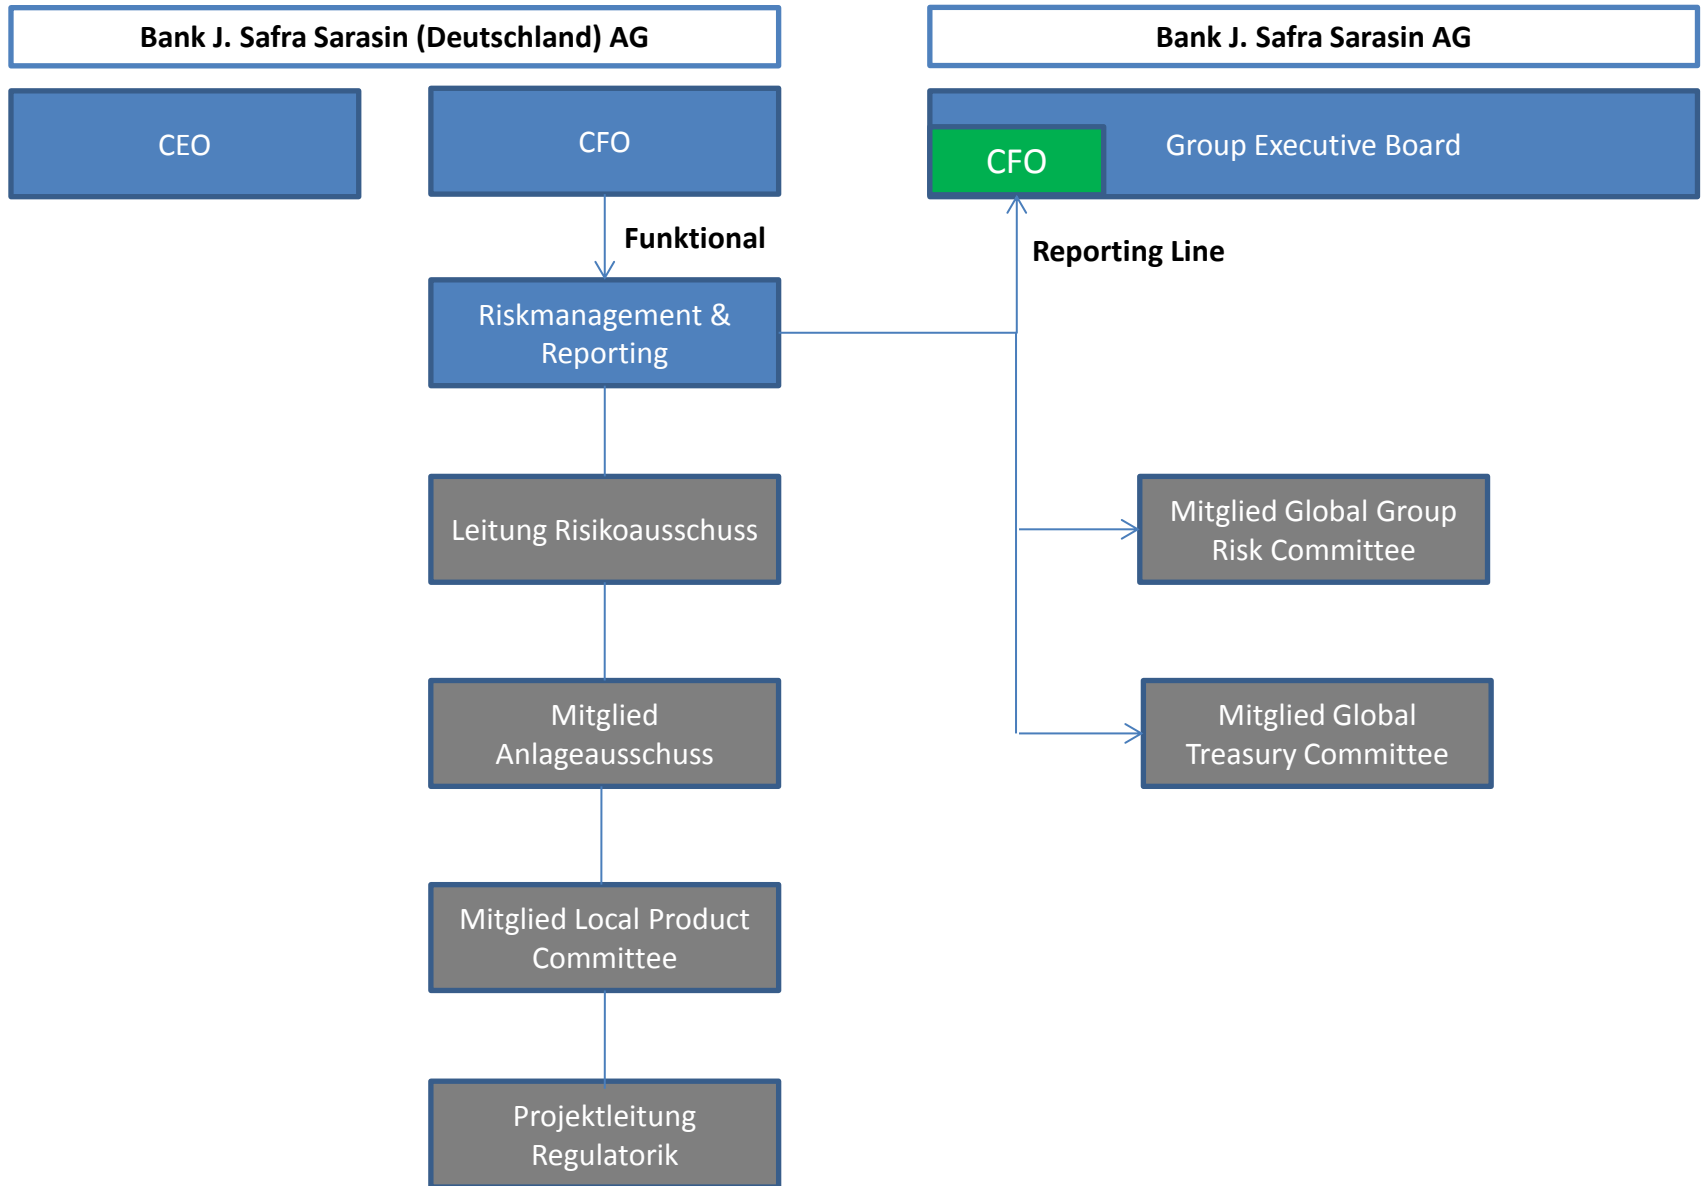 Bank J. Safra Sarasin (Deutschland) AG
Bank J. Safra Sarasin AG
CEO
CFO
Group Executive Board
CFO
Funktional
Reporting Line
Riskmanagement &
Reporting
Leitung Risikoausschuss
Mitglied Global Group
Risk Committee
Mitglied
Anlageausschuss
Mitglied Global
Treasury Committee
Mitglied Local Product
Committee
Projektleitung
Regulatorik